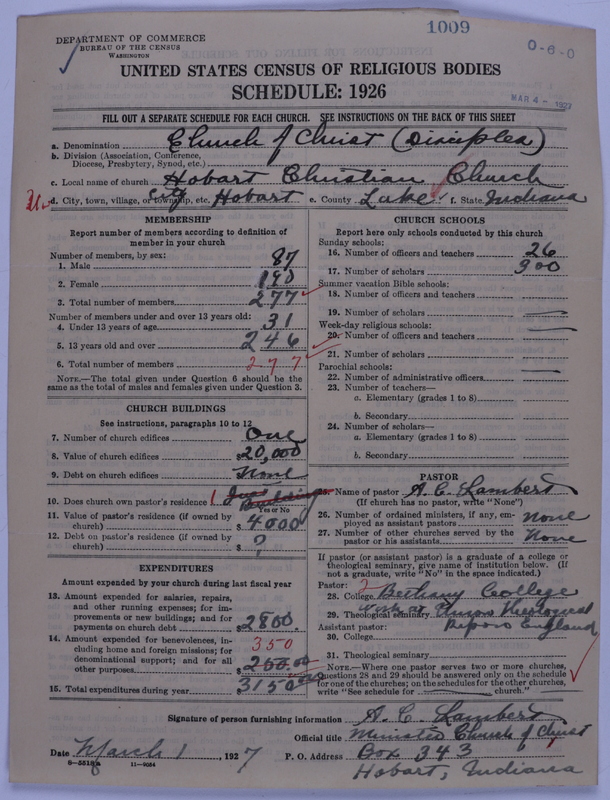 1009
DEPARTMENT OF COMMERCE
BUREAU OF THE CENSUS
WASHINGTON
0-6-0
UNITED STATES CENSUS OF RELIGIOUS BODIES
SCHEDULE: 1926
MAR 4 - 1927
FILL OUT A SEPARATE SCHEDULE FOR EACH CHURCH. SEE INSTRUCTIONS ON THE BACK OF THIS SHEET
a. Denomination Church of Christ (Disciples)
b. Division (Association, Conference, Diocese, Presbytery, Synod, etc.)
c. Local name of church Hobart Christian Church
d. City, town, village, or township, etc. City Hobart e. County Lake f. State Indiana
MEMBERSHIP
Report number of members according to definition of member in your church
Number of members, by sex:
1. Male 87
2. Female 190
3. Total number of members 277
Number of members under and over 13 years old:
4. Under 13 years of age 31
5. 13 years old and over 246
6. Total number of members 277
NOTE.—The total given under Question 6 should be the same as the total of males and females given under Question 3.
CHURCH BUILDINGS
See instructions, paragraphs 10 to 12
7. Number of church edifices One
8. Value of church edifices $20,000
9. Debt on church edifices None
10. Does church own pastor's residence 1 Buildings
Yes or No
11. Value of pastor's residence (if owned by church) $4000
12. Debt on pastor's residence (if owned by church) $ ?
EXPENDITURES
Amount expended by your church during last fiscal year
13. Amount expended for salaries, repairs, and other running expenses; for improvements or new buildings; and for payments on church debt $2800.
14. Amount expended for benevolences, including home and foreign missions; for denominational support; and for all other purposes 350 $200.00
15. Total expenditures during year $3150
CHURCH SCHOOLS
Report here only schools conducted by this church
Sunday schools:
16. Number of officers and teachers 26
17. Number of scholars 300
Summer vacation Bible schools:
18. Number of officers and teachers
19. Number of scholars
Week-day religious schools:
20. Number of officers and teachers
21. Number of scholars
Parochial schools:
22. Number of administrative officers
23. Number of teachers—
a. Elementary (grades 1 to 8)
b. Secondary
24. Number of scholars—
a. Elementary (grades 1 to 8)
b. Secondary
PASTOR
25. Name of pastor A. C. Lambert
(If church has no pastor, write "None")
26. Number of ordained ministers, if any, employed as assistant pastors none
27. Number of other churches served by the pastor or his assistants None
If pastor (or assistant pastor) is a graduate of a college or theological seminary, give name of institution below. (If not a graduate, write "No" in the space indicated.)
Pastor:
28. College Bethany College
29. Theological seminary Work at Union Theological
Assistant pastor: England
30. College
31. Theological seminary
NOTE.—Where one pastor serves two or more churches, Questions 28 and 29 should be answered only on the schedule for one of the churches; on the schedules for the other churches, write "See schedule for church."
Signature of person furnishing information A. C. Lambert
Official title Minister Church of Christ
Date March 1, 1927 P. O. Address Box 343
Hobart, Indiana
11-9084